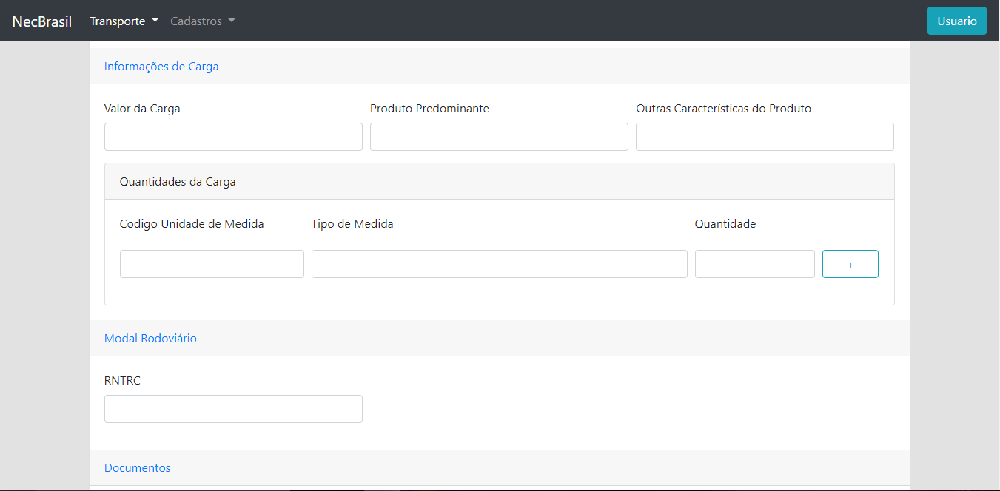 NecBrasil Transporte Cadastros Usuario
Informações de Carga
Valor da Carga Produto Predominante Outras Características do Produto
Quantidades da Carga
Codigo Unidade de Medida Tipo de Medida Quantidade
+
Modal Rodoviário
RNTRC
Documentos